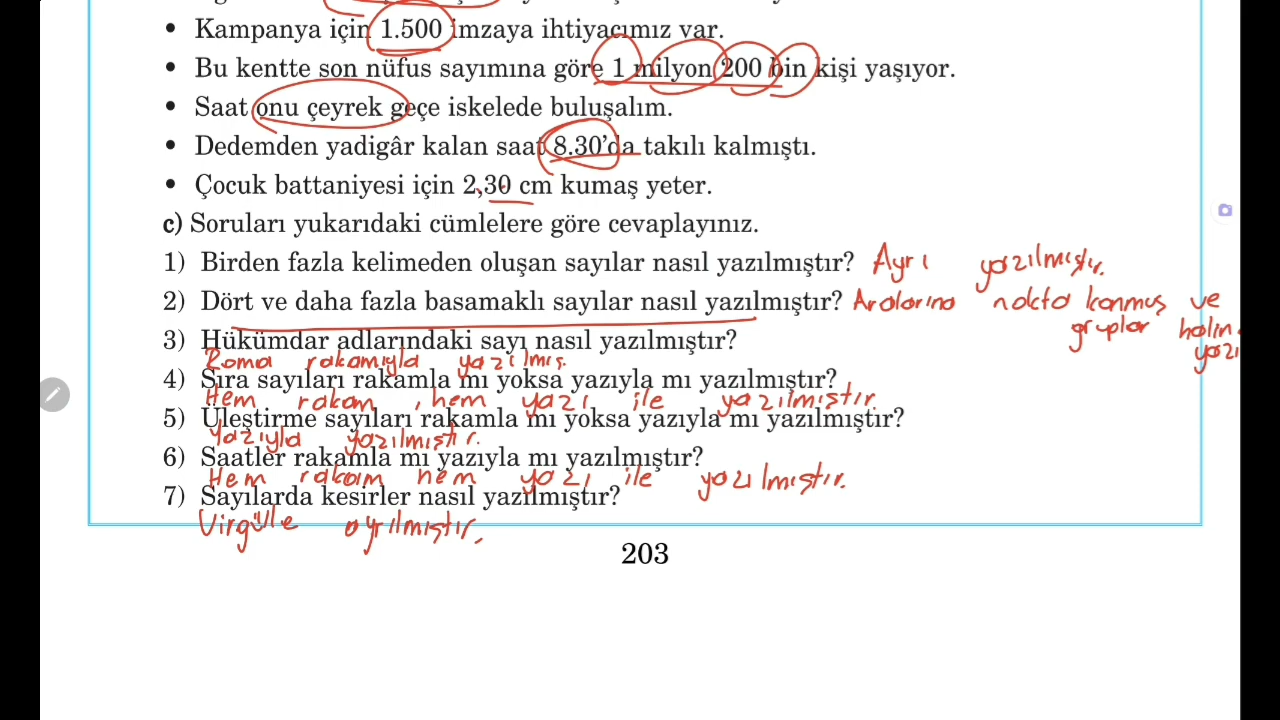 • Kampanya için 1.500 imzaya ihtiyacımız var.
• Bu kentte son nüfus sayımına göre 1 milyon 200 bin kişi yaşıyor.
• Saat onu çeyrek geçe iskelede buluşalım.
• Dedemden yadigâr kalan saat 8.30’da takılı kalmıştı.
• Çocuk battaniyesi için 2,30 cm kumaş yeter.
c) Soruları yukarıdaki cümlelere göre cevaplayınız.
1) Birden fazla kelimeden oluşan sayılar nasıl yazılmıştır? Ayrı yazılmıştır.
2) Dört ve daha fazla basamaklı sayılar nasıl yazılmıştır? Aralarına nokta konmuş ve
gruplar halin
yazı
3) Hükümdar adlarındaki sayı nasıl yazılmıştır?
Roma rakamıyla yazılmış.
4) Sıra sayıları rakamla mı yoksa yazıyla mı yazılmıştır?
Hem rakam, hem yazı ile yazılmıştır.
5) Üleştirme sayıları rakamla mı yoksa yazıyla mı yazılmıştır?
Yazıyla yazılmıştır.
6) Saatler rakamla mı yazıyla mı yazılmıştır?
Hem rakam hem yazı ile yazılmıştır.
7) Sayılarda kesirler nasıl yazılmıştır?
Virgülle ayrılmıştır.
203